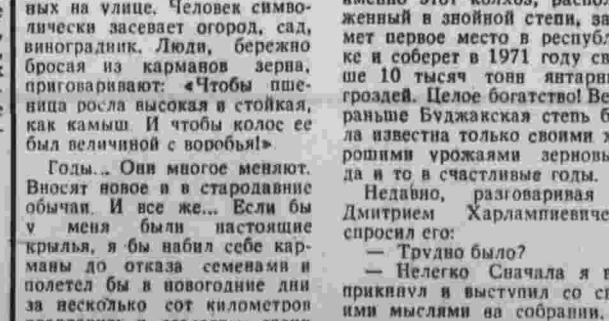 ных на улице. Человек симво-
лически засевает огород, сад,
виноградник. Люди, бережно
бросая из карманов зерна,
приговаривают: «Чтобы пше-
ница росла высокая и стойкая,
как камыш. И чтобы колос ее
был величиной с воробья!»
Годы... Они многое меняют.
Вносят новое и в стародавние
обычаи. И все же... Если бы
у меня были настоящие
крылья, я бы набил себе кар-
маны до отказа семенами и
полетел бы в новогодние дни
за несколько сот километров
этот колхоз,
женный в знойной степи, за
мет первое место в республ
ке и соберет в 1971 году св
ше 10 тысяч тонн янтарн
гроздей. Целое богатство! Ве
раньше Буджакская степь б
ла известна только своими х
рошими урожаями зерновы
да и то в счастливые годы.
Недавно, разговаривая
Дмитрием Харлампиевиче
спросил его:
— Трудно было?
— Нелегко Сначала я в
прикинул и выступил со св
ими мыслями на собрании.